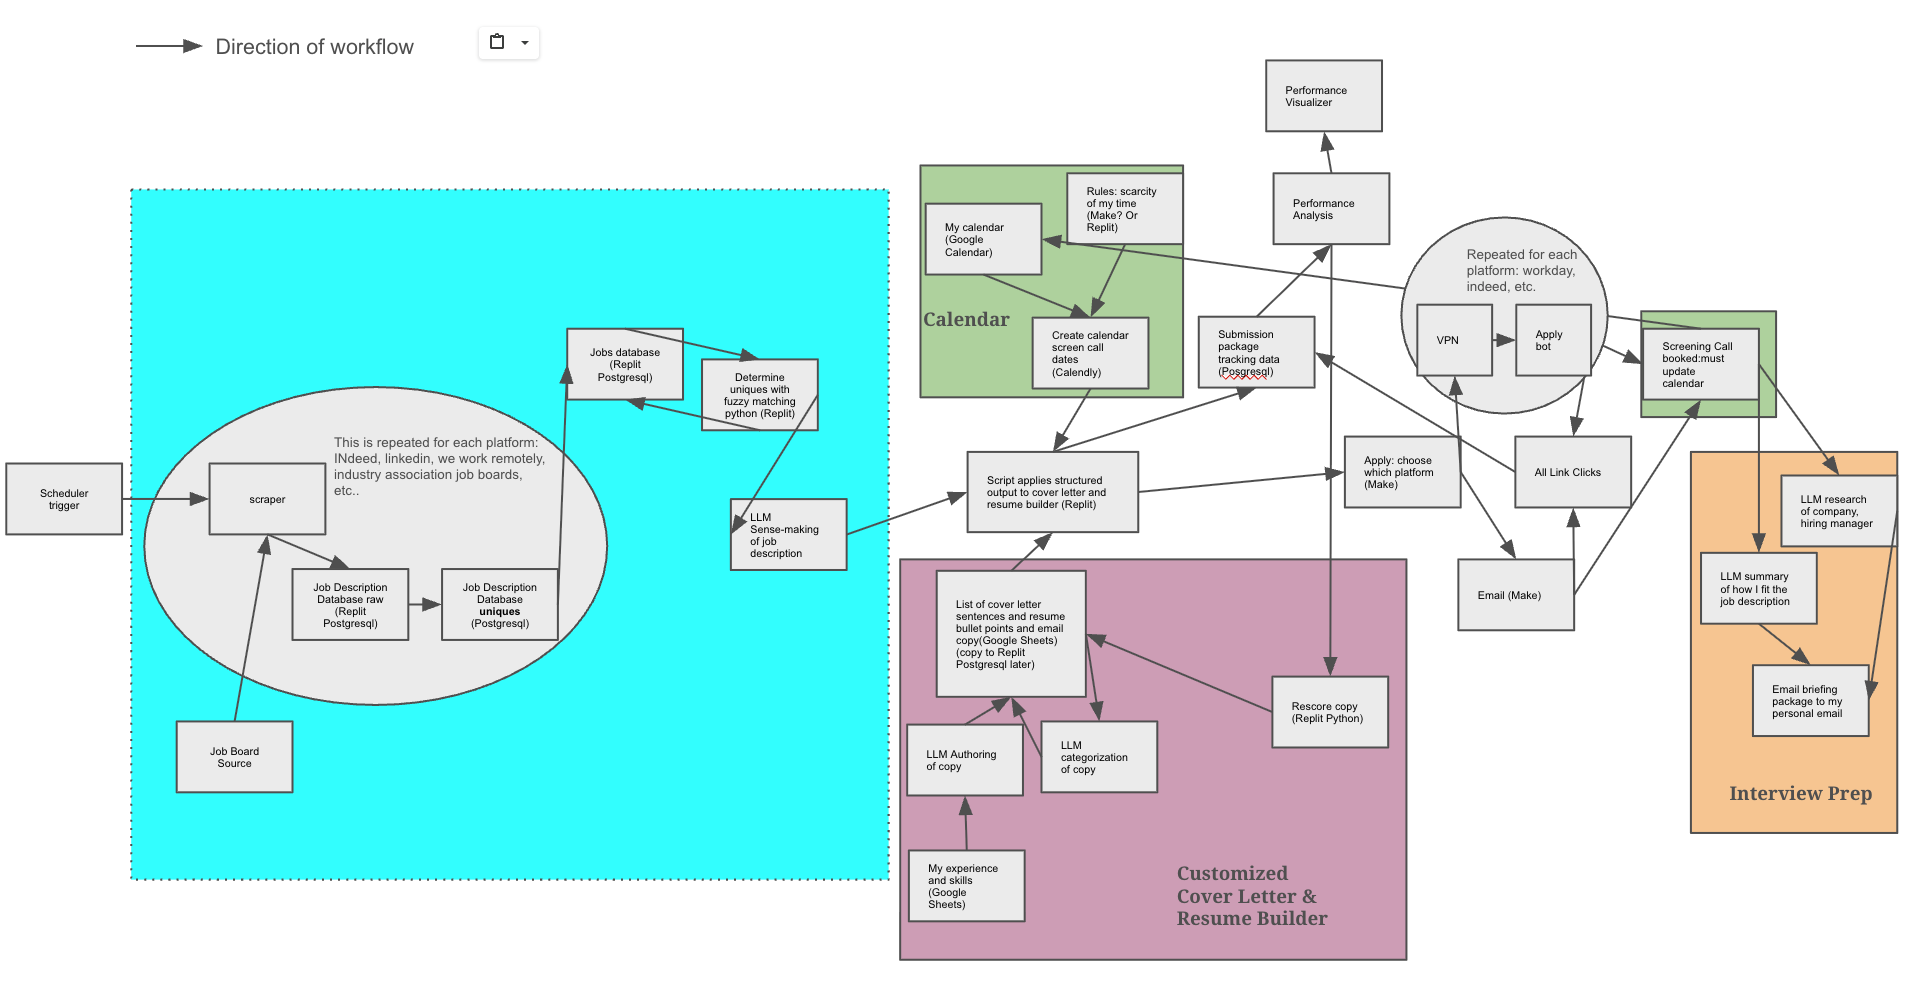 Direction of workflow
Performance
Visualizer
Performance
Analysis
Rules: scarcity
of my time
(Make? Or
Replit)
My calendar
(Google
Calendar)
Calendar
Create calendar
screen call
dates
(Calendly)
Submission
package
tracking data
(Posgresql)
Repeated for each
platform: workday,
indeed, etc.
VPN
Apply
bot
Screening Call
booked:must
update
calendar
Jobs database
(Replit
Postgresql)
Determine
uniques with
fuzzy matching
python (Replit)
This is repeated for each platform:
INdeed, linkedin, we work remotely,
industry association job boards,
etc..
Scheduler
trigger
scraper
Job Description
Database raw
(Replit
Postgresql)
Job Description
Database
uniques
(Postgresql)
Job Board
Source
LLM
Sense-making
of job
description
Script applies structured
output to cover letter and
resume builder (Replit)
Apply: choose
which platform
(Make)
All Link Clicks
Email (Make)
LLM research
of company,
hiring manager
LLM summary
of how I fit the
job description
Email briefing
package to my
personal email
Interview Prep
List of cover letter
sentences and resume
bullet points and email
copy(Google Sheets)
(copy to Replit
Postgresql later)
LLM Authoring
of copy
LLM
categorization
of copy
Rescore copy
(Replit Python)
My experience
and skills
(Google
Sheets)
Customized
Cover Letter &
Resume Builder